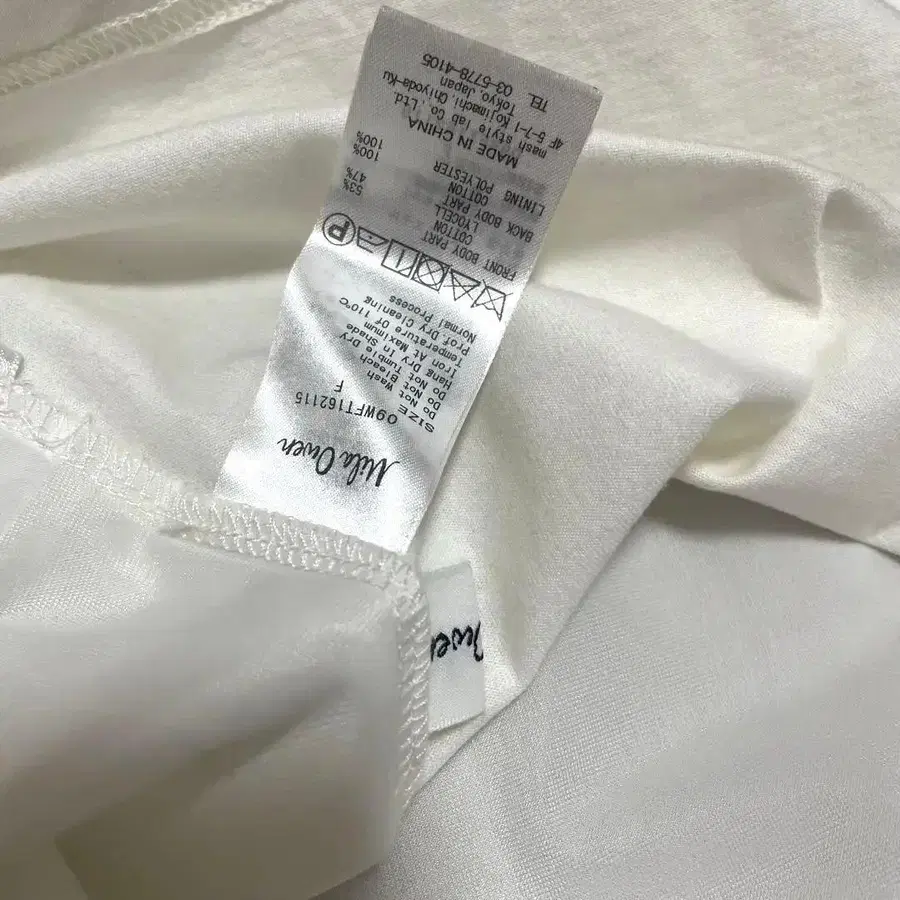 Mila Owen
09WFT162115
SIZE F
Do Not Wash
Do Not Bleach
Do Not Tumble Dry
Hang Dry In Shade
Iron At Maximum
Temperature Of 110°C
Prof. Dry Cleaning
Normal Process
P
FRONT BODY PART
COTTON 53%
LYOCELL 47%
BACK BODY PART
COTTON 100%
LINING
POLYESTER 100%
MADE IN CHINA
mash style lab Co., Ltd.
4F 5-7-1 Kojimachi, Chiyoda-Ku
Tokyo, Japan
TEL 03-5778-4105
Owen